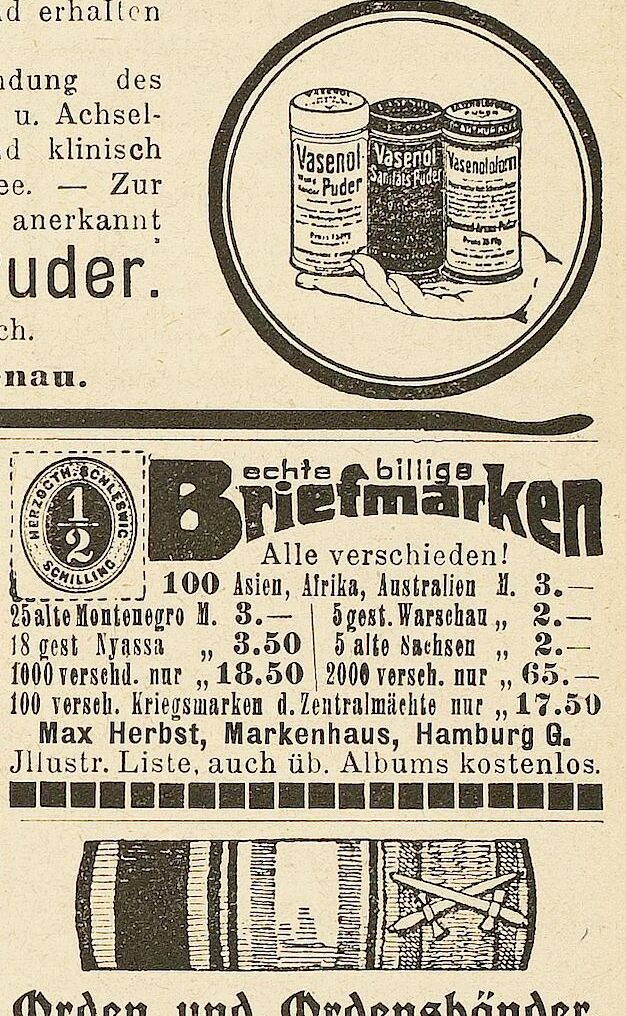 d erhalten
ndung des
u. Achsel-
d klinisch
ee. — Zur
anerkannt
uder.
ch.
nau.
Vasenol
Puder
Vasenol
Sanitäts Puder
Vasenoloform
Puder
HERZOGTH. SCHLESWIG
1/2
SCHILLING
echte billige
Briefmarken
Alle verschieden!
100 Asien, Afrika, Australien M. 3.—
25 alte Montenegro M. 3.— | 5 gest. Warschau „ 2.—
18 gest Nyassa „ 3.50 | 5 alte Sachsen „ 2.—
1000 verschd. nur „ 18.50 | 2000 versch. nur „ 65.—
100 versch. Kriegsmarken d. Zentralmächte nur „ 17.50
Max Herbst, Markenhaus, Hamburg G.
Jllustr. Liste, auch üb. Albums kostenlos.
Orden und Ordensbänder